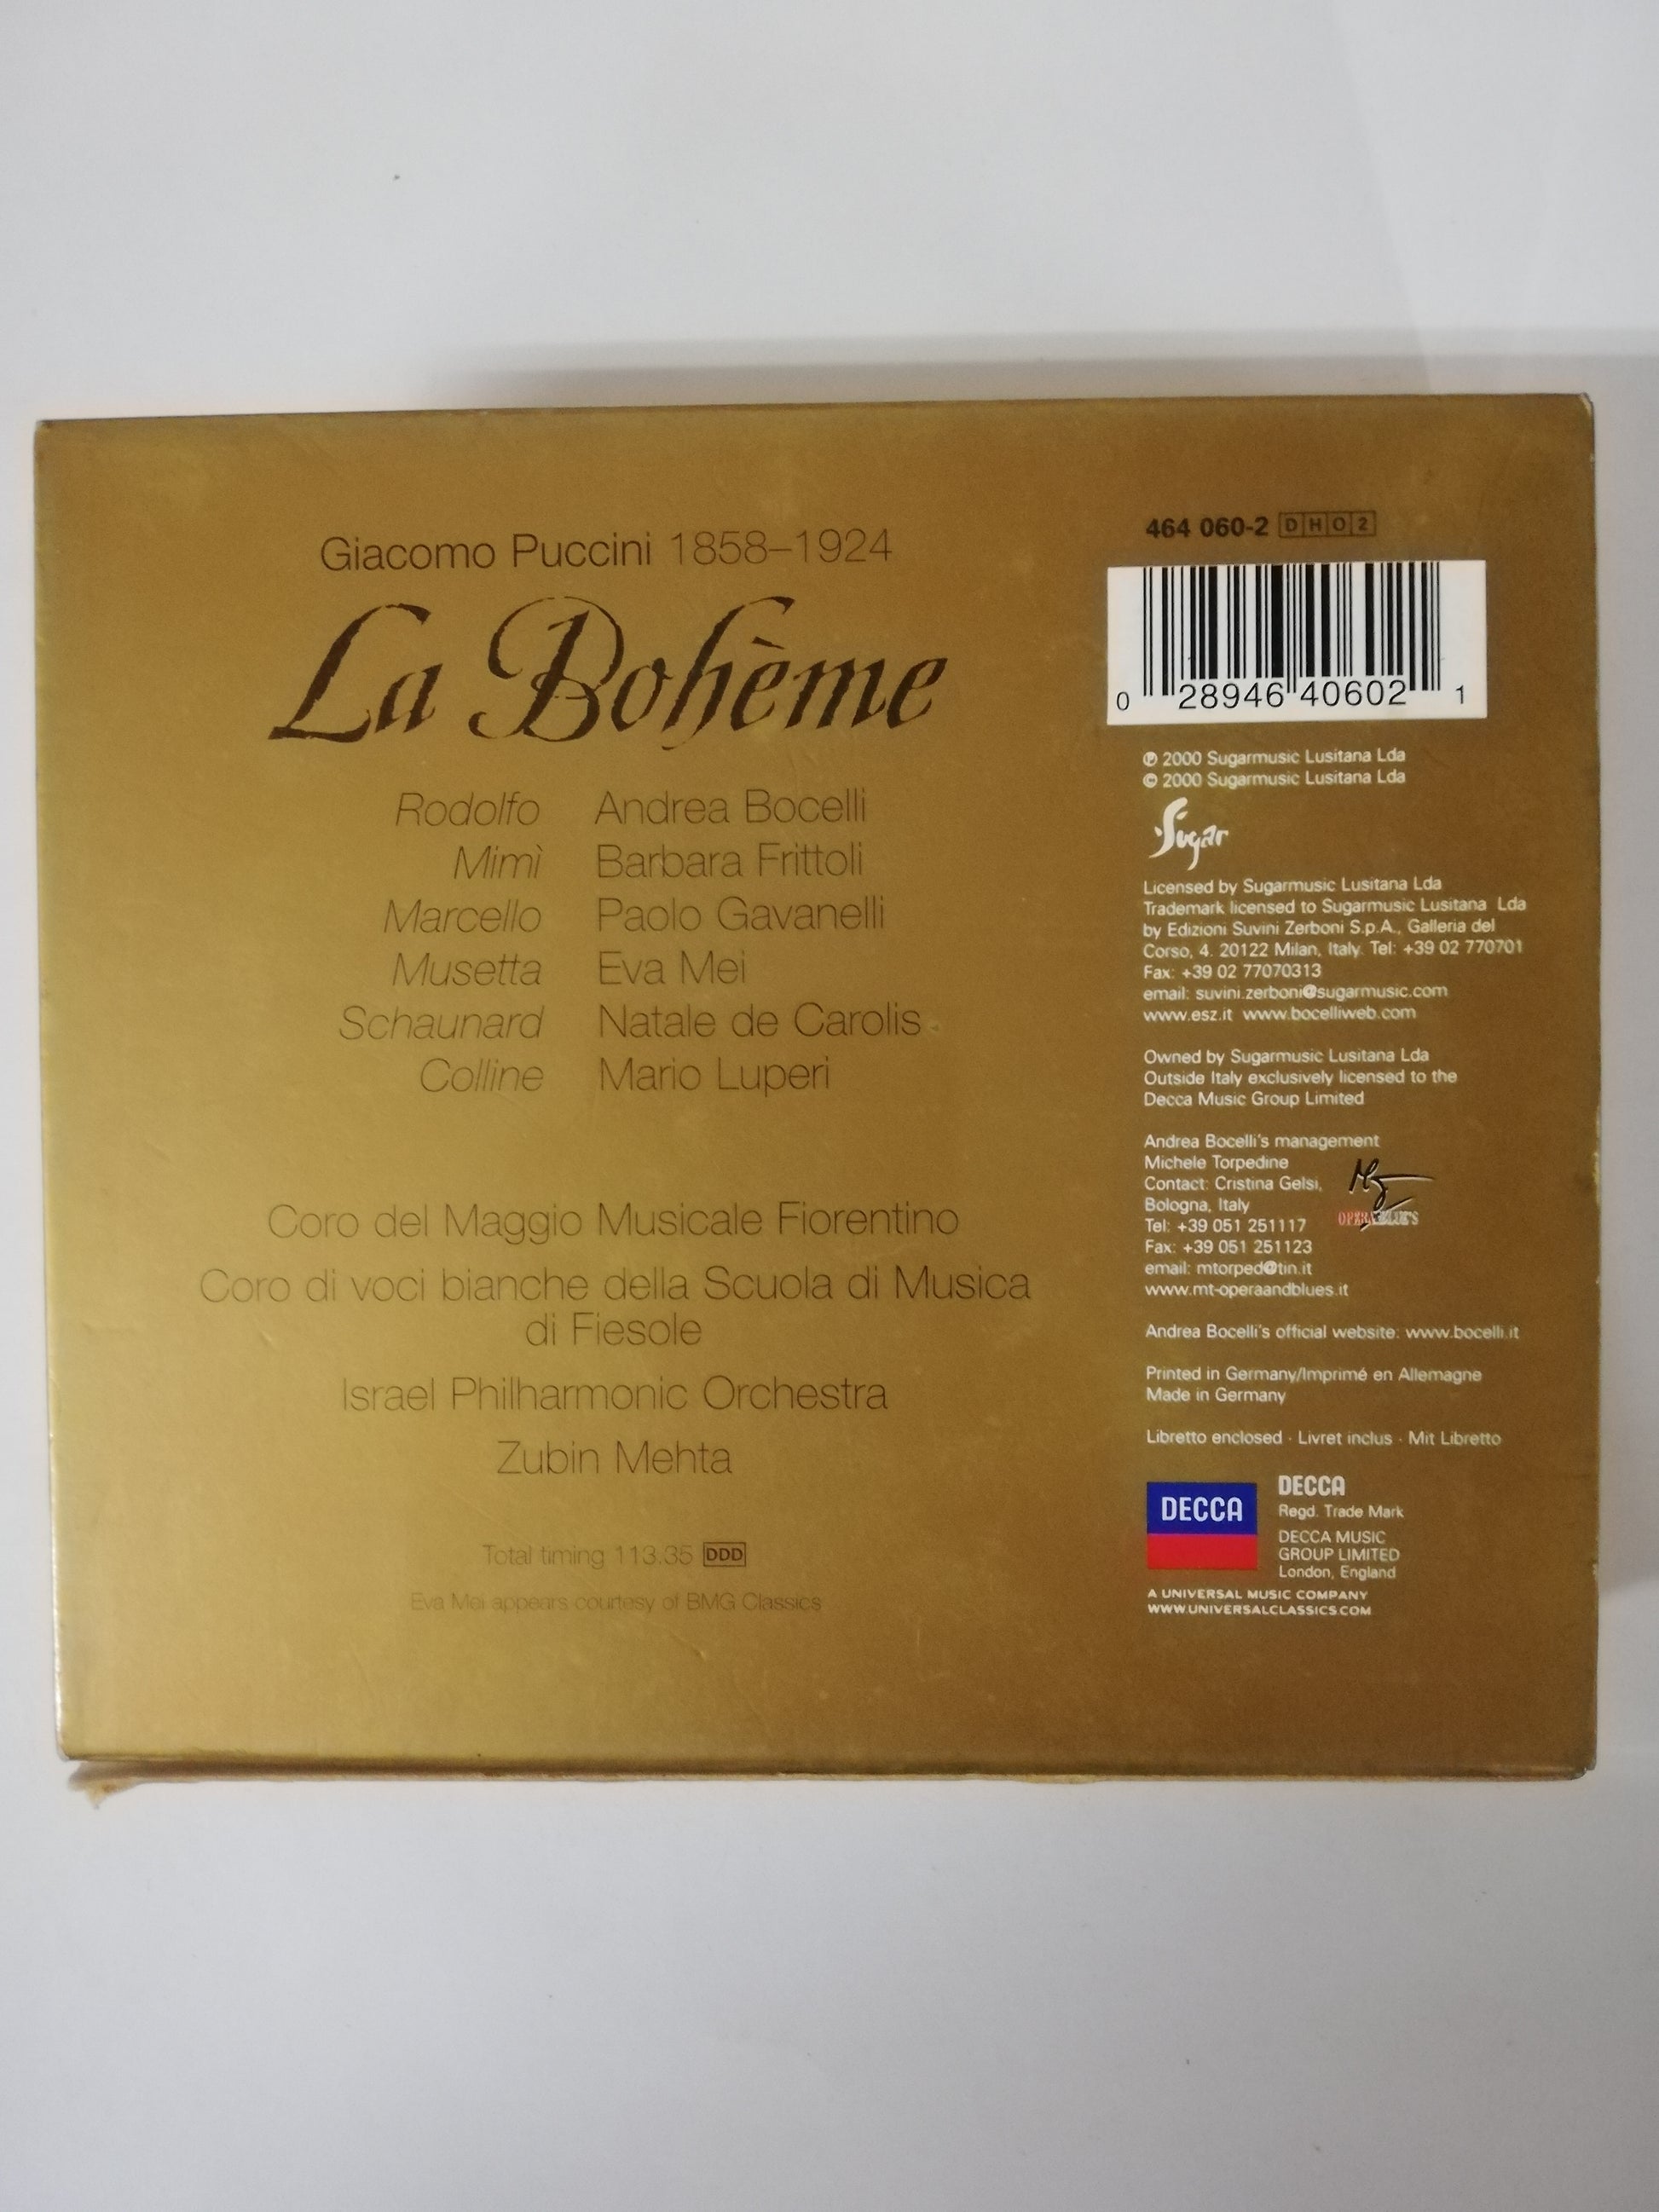 Giacomo Puccini 1858–1924
La Bohème
Rodolfo Andrea Bocelli
Mimì Barbara Frittoli
Marcello Paolo Gavanelli
Musetta Eva Mei
Schaunard Natale de Carolis
Colline Mario Luperi
Coro del Maggio Musicale Fiorentino
Coro di voci bianche della Scuola di Musica
di Fiesole
Israel Philharmonic Orchestra
Zubin Mehta
Total timing 113.35 DDD
Eva Mei appears courtesy of BMG Classics
464 060-2 DHO2
0 28946 40602 1
℗ 2000 Sugarmusic Lusitana Lda
© 2000 Sugarmusic Lusitana Lda
Sugar
Licensed by Sugarmusic Lusitana Lda
Trademark licensed to Sugarmusic Lusitana Lda
by Edizioni Suvini Zerboni S.p.A., Galleria del
Corso, 4. 20122 Milan, Italy. Tel: +39 02 770701
Fax: +39 02 77070313
email: suvini.zerboni@sugarmusic.com
www.esz.it www.bocelliweb.com
Owned by Sugarmusic Lusitana Lda
Outside Italy exclusively licensed to the
Decca Music Group Limited
Andrea Bocelli's management
Michele Torpedine
Contact: Cristina Gelsi,
Bologna, Italy
Tel: +39 051 251117
Fax: +39 051 251123
email: mtorped@tin.it
www.mt-operaandblues.it
Andrea Bocelli's official website: www.bocelli.it
Printed in Germany/Imprimé en Allemagne
Made in Germany
Libretto enclosed · Livret inclus · Mit Libretto
DECCA
DECCA
Regd. Trade Mark
DECCA MUSIC
GROUP LIMITED
London, England
A UNIVERSAL MUSIC COMPANY
WWW.UNIVERSALCLASSICS.COM